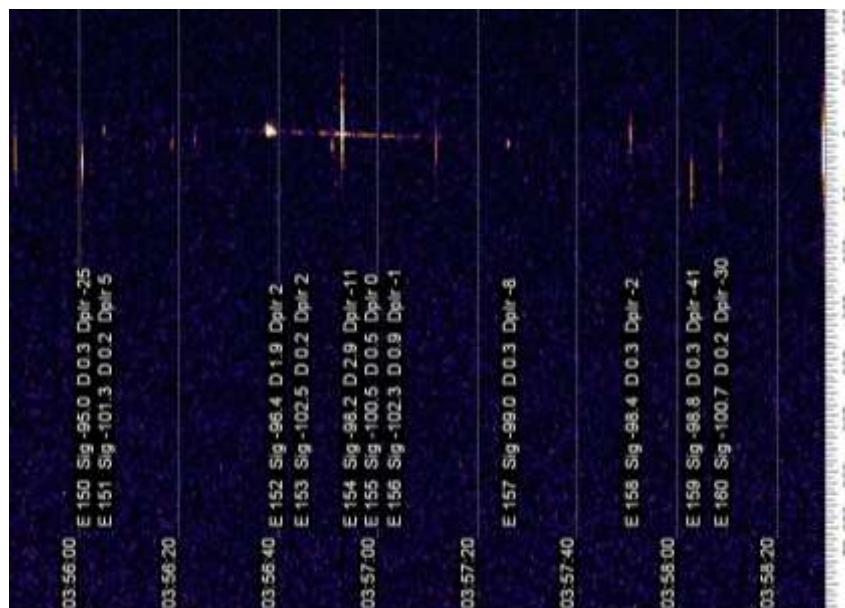 E 150 Sig -95.0 D 0.3 Dplr -25
E 151 Sig -101.3 D 0.2 Dplr 5
E 152 Sig -96.4 D 1.9 Dplr 2
E 153 Sig -102.5 D 0.2 Dplr 2
E 154 Sig -96.2 D 2.9 Dplr -11
E 155 Sig -100.5 D 0.5 Dplr 0
E 156 Sig -102.3 D 0.9 Dplr -1
E 157 Sig -99.0 D 0.3 Dplr -8
E 158 Sig -98.4 D 0.3 Dplr -2
E 159 Sig -98.8 D 0.3 Dplr -41
E 160 Sig -100.7 D 0.2 Dplr -30
03:56:00
03:56:20
03:56:40
03:57:00
03:57:20
03:57:40
03:58:00
03:58:20